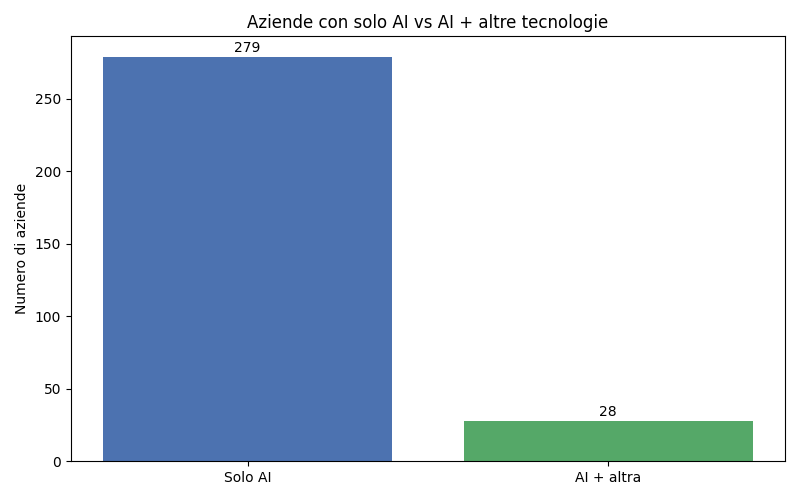 Aziende con solo AI vs AI + altre tecnologie
279
250
200
150
100
50
0
Numero di aziende
28
Solo AI
AI + altra